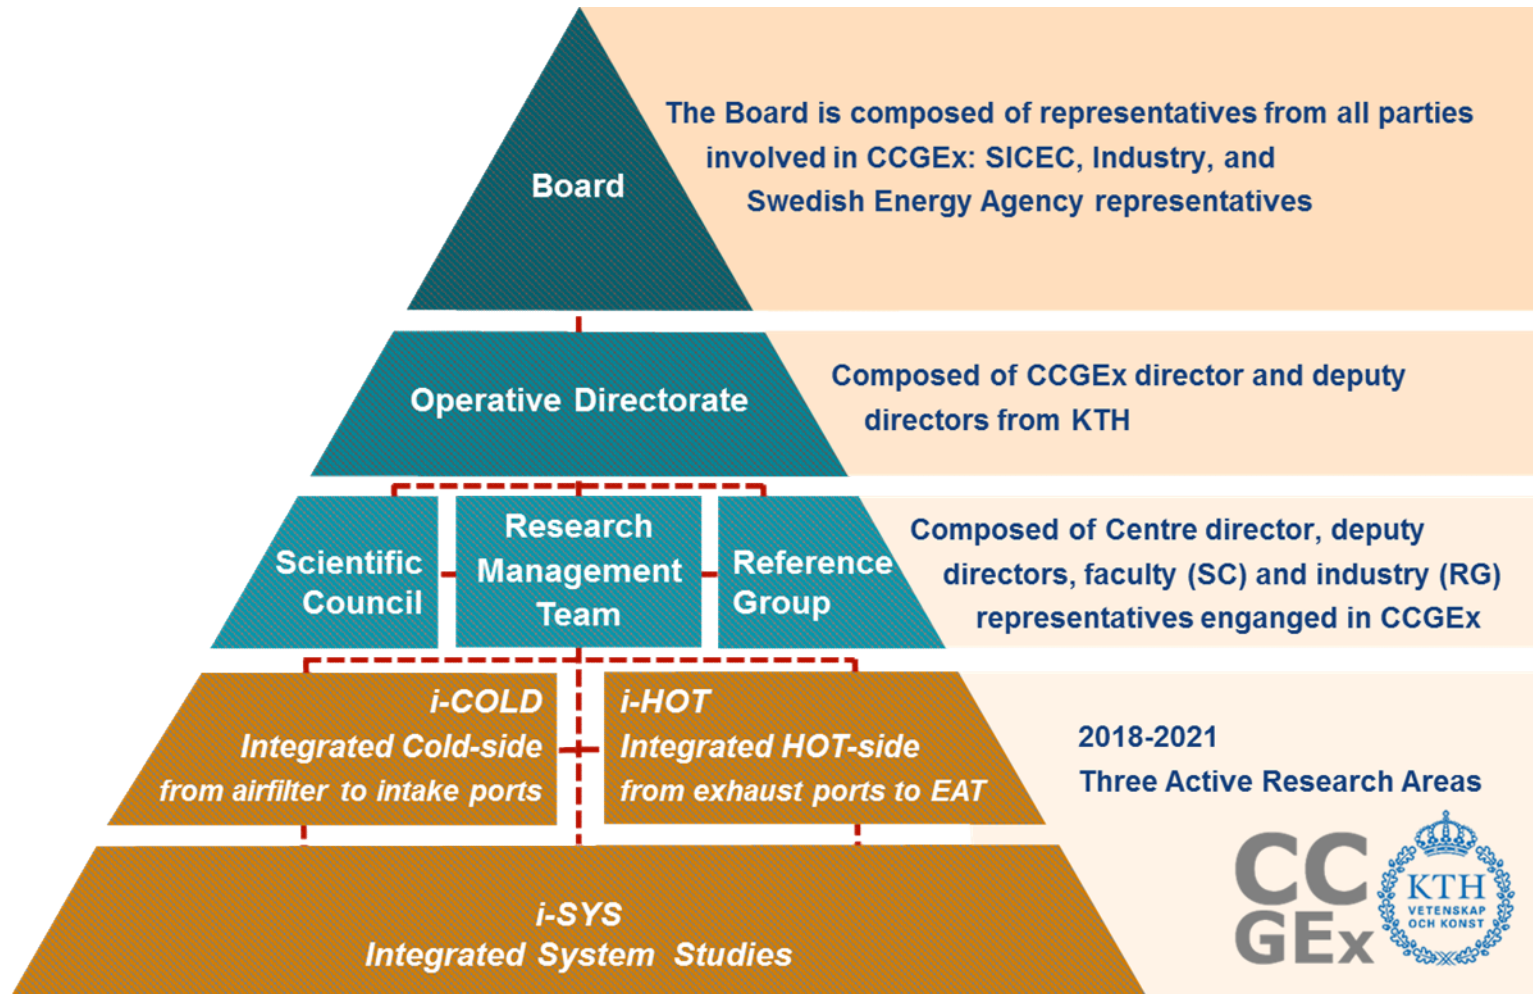 Board
The Board is composed of representatives from all parties
involved in CCGEx: SICEC, Industry, and
Swedish Energy Agency representatives
Operative Directorate
Composed of CCGEx director and deputy
directors from KTH
Scientific
Council
Research
Management
Team
Reference
Group
Composed of Centre director, deputy
directors, faculty (SC) and industry (RG)
representatives enganged in CCGEx
i-COLD
Integrated Cold-side
from airfilter to intake ports
i-HOT
Integrated HOT-side
from exhaust ports to EAT
2018-2021
Three Active Research Areas
i-SYS
Integrated System Studies
CC
GEx
KTH
VETENSKAP
OCH KONST